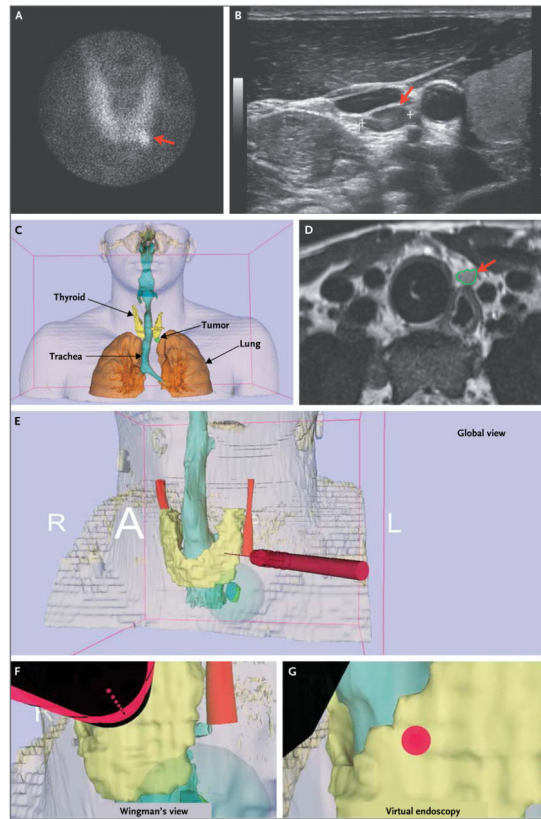 A
B
C
D
Thyroid
Tumor
Trachea
Lung
E
Global view
R
A
L
F
G
Wingman's view
Virtual endoscopy